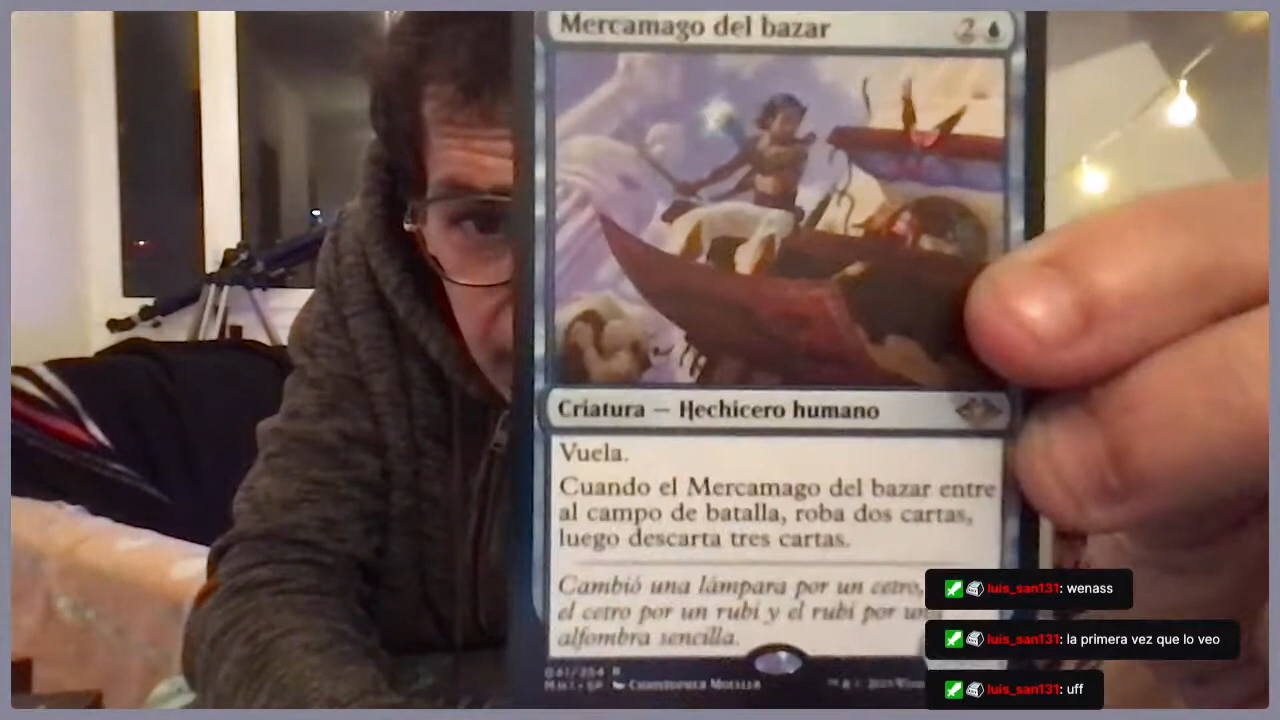 Mercamago del bazar
2
Criatura — Hechicero humano
Vuela.
Cuando el Mercamago del bazar entre
al campo de batalla, roba dos cartas,
luego descarta tres cartas.
Cambió una lámpara por un cetro,
el cetro por un rubí y el rubí por
alfombra sencilla.
041/254 R
MH1 • SP
luis_san131: wenass
luis_san131: la primera vez que lo veo
luis_san131: uff